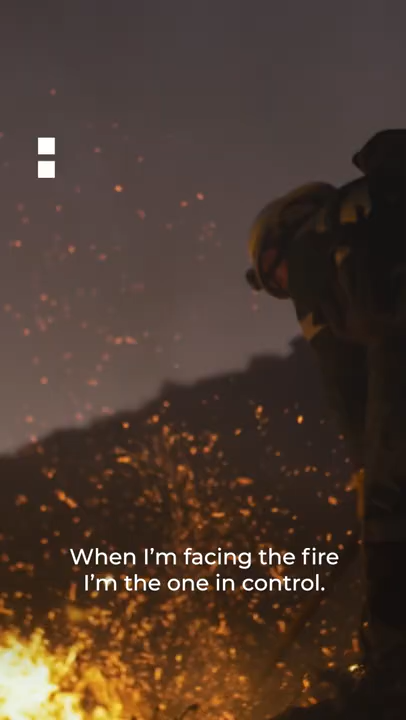 When I'm facing the fire
I'm the one in control.